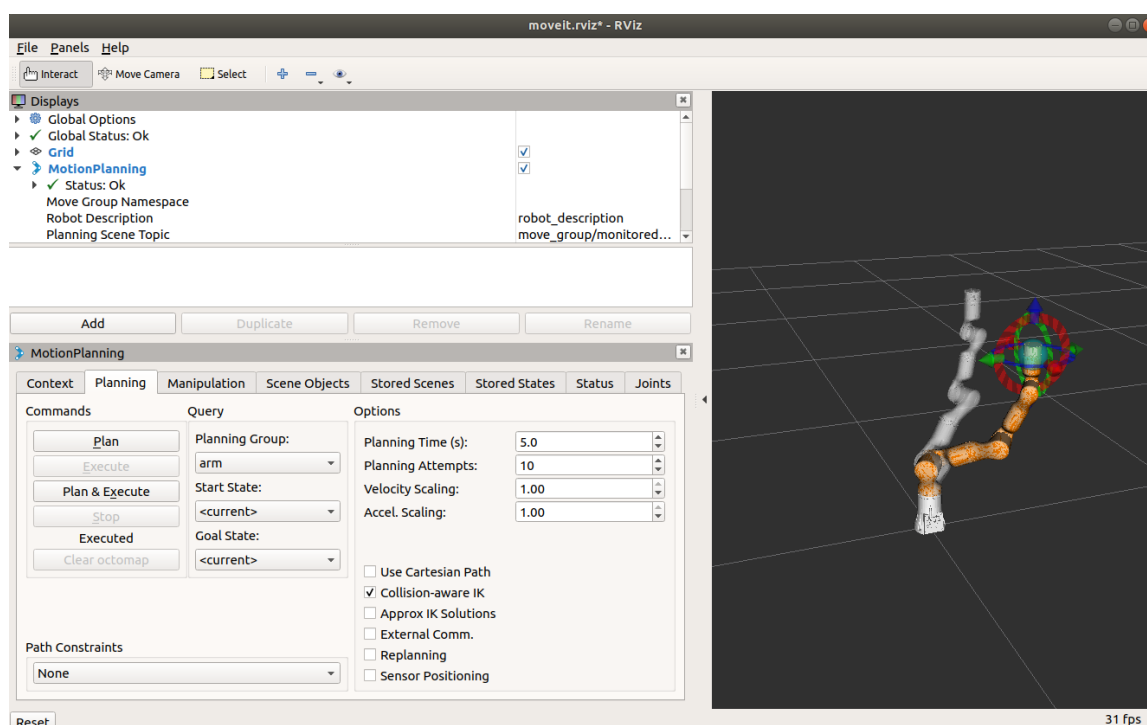 moveit.rviz* - RViz
File Panels Help
Interact Move Camera Select
Displays
Global Options
Global Status: Ok
Grid
MotionPlanning
Status: Ok
Move Group Namespace
Robot Description robot_description
Planning Scene Topic move_group/monitored...
Add Duplicate Remove Rename
MotionPlanning
Context Planning Manipulation Scene Objects Stored Scenes Stored States Status Joints
Commands Query Options
Plan
Execute
Plan & Execute
Stop
Executed
Clear octomap
Planning Group:
arm
Start State:
<current>
Goal State:
<current>
Planning Time (s): 5.0
Planning Attempts: 10
Velocity Scaling: 1.00
Accel. Scaling: 1.00
Use Cartesian Path
Collision-aware IK
Approx IK Solutions
External Comm.
Replanning
Sensor Positioning
Path Constraints
None
Reset
31 fps